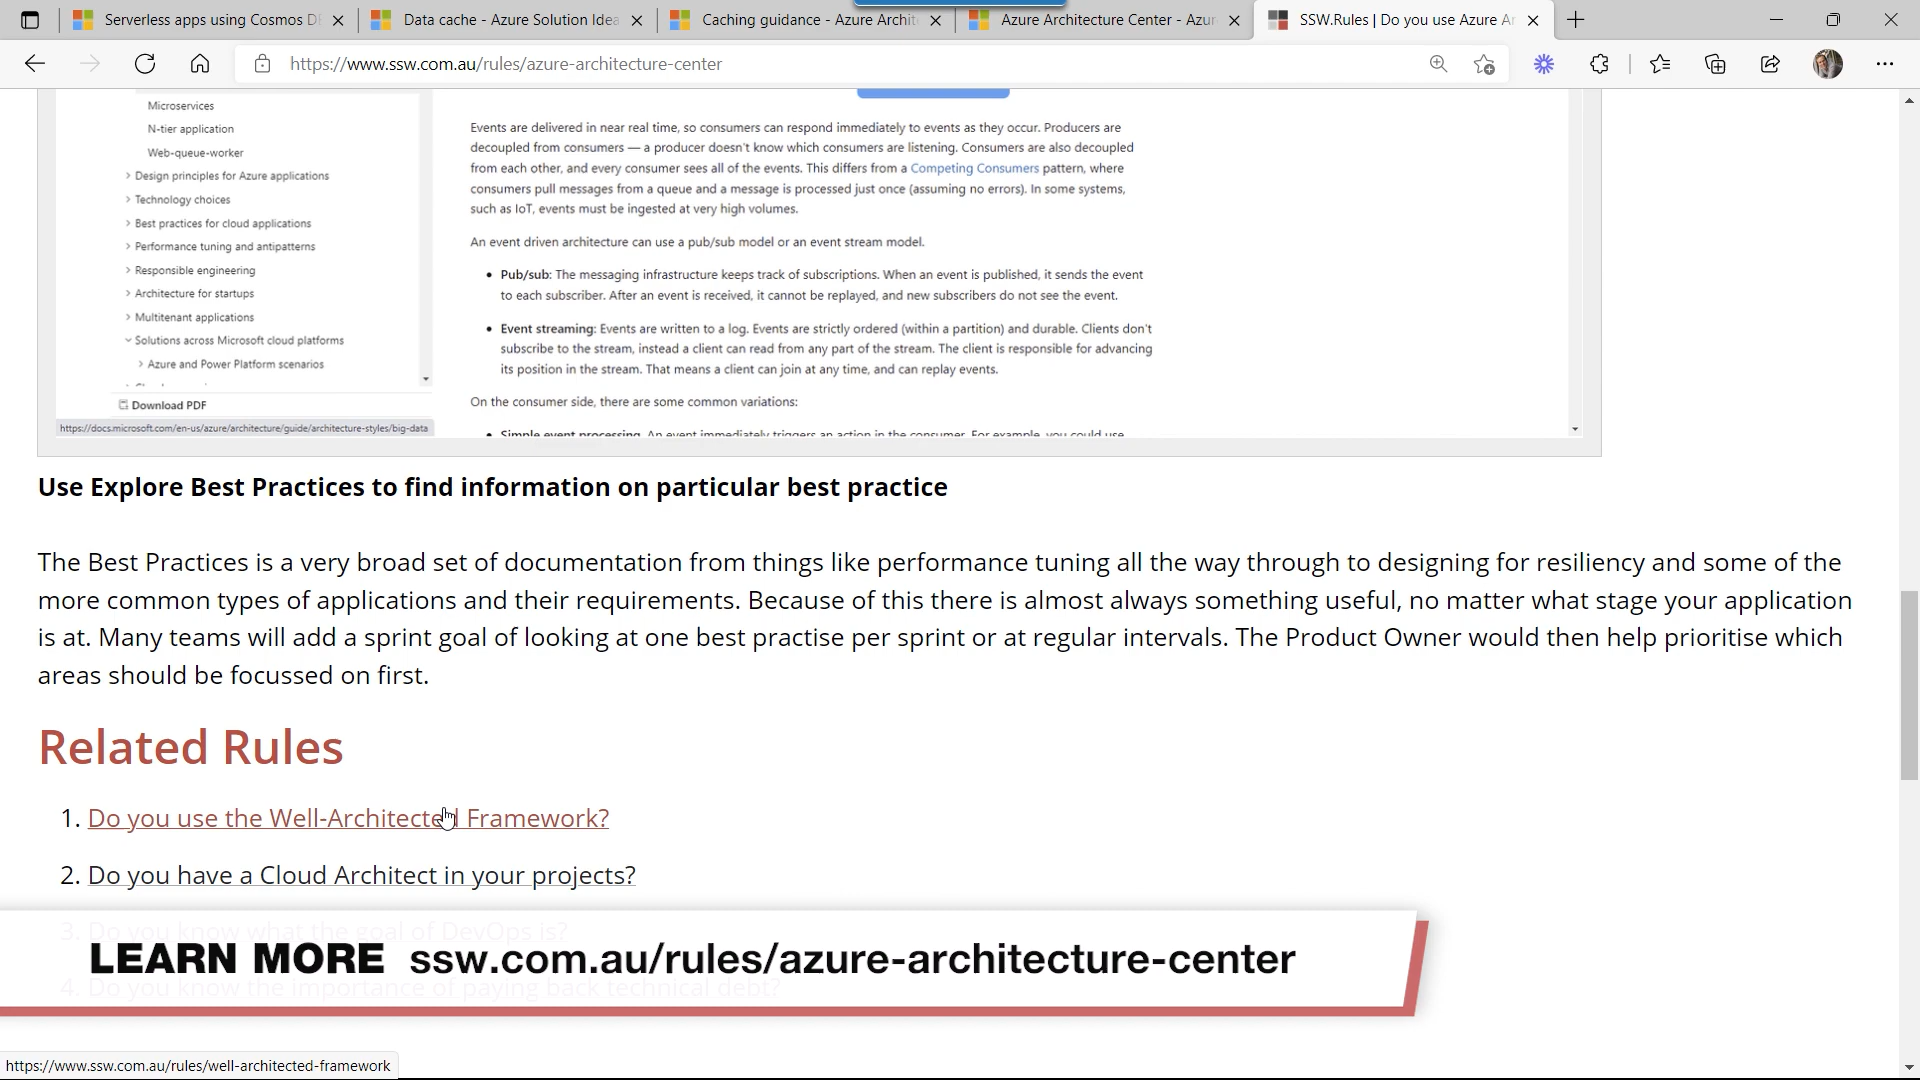 Serverless apps using Cosmos D
Data cache - Azure Solution Idea
Caching guidance - Azure Archit
Azure Architecture Center - Azur
SSW.Rules | Do you use Azure Ar
https://www.ssw.com.au/rules/azure-architecture-center
Microservices
N-tier application
Web-queue-worker
Design principles for Azure applications
Technology choices
Best practices for cloud applications
Performance tuning and antipatterns
Responsible engineering
Architecture for startups
Multitenant applications
Solutions across Microsoft cloud platforms
Azure and Power Platform scenarios
Download PDF
https://docs.microsoft.com/en-us/azure/architecture/guide/architecture-styles/big-data
Events are delivered in near real time, so consumers can respond immediately to events as they occur. Producers are
decoupled from consumers — a producer doesn't know which consumers are listening. Consumers are also decoupled
from each other, and every consumer sees all of the events. This differs from a Competing Consumers pattern, where
consumers pull messages from a queue and a message is processed just once (assuming no errors). In some systems,
such as IoT, events must be ingested at very high volumes.
An event driven architecture can use a pub/sub model or an event stream model.
• Pub/sub: The messaging infrastructure keeps track of subscriptions. When an event is published, it sends the event
to each subscriber. After an event is received, it cannot be replayed, and new subscribers do not see the event.
• Event streaming: Events are written to a log. Events are strictly ordered (within a partition) and durable. Clients don't
subscribe to the stream, instead a client can read from any part of the stream. The client is responsible for advancing
its position in the stream. That means a client can join at any time, and can replay events.
On the consumer side, there are some common variations:
• Simple event processing. An event immediately triggers an action in the consumer. For example, you could use
Use Explore Best Practices to find information on particular best practice
The Best Practices is a very broad set of documentation from things like performance tuning all the way through to designing for resiliency and some of the
more common types of applications and their requirements. Because of this there is almost always something useful, no matter what stage your application
is at. Many teams will add a sprint goal of looking at one best practise per sprint or at regular intervals. The Product Owner would then help prioritise which
areas should be focussed on first.
Related Rules
1. Do you use the Well-Architected Framework?
2. Do you have a Cloud Architect in your projects?
3. Do you know what the goal of DevOps is?
LEARN MORE ssw.com.au/rules/azure-architecture-center
4. Do you know the importance of paying back technical debt?
https://www.ssw.com.au/rules/well-architected-framework